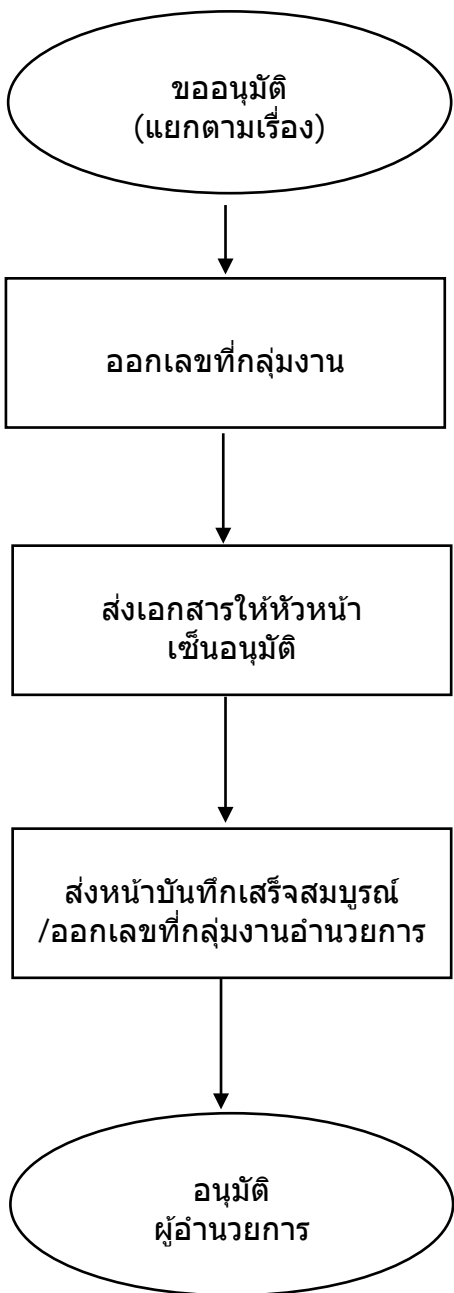 ขออนุมัติ
(แยกตามเรื่อง)
ออกเลขที่กลุ่มงาน
ส่งเอกสารให้หัวหน้า
เซ็นอนุมัติ
ส่งหน้าบันทึกเสร็จสมบูรณ์
/ออกเลขที่กลุ่มงานอำนวยการ
อนุมัติ
ผู้อำนวยการ